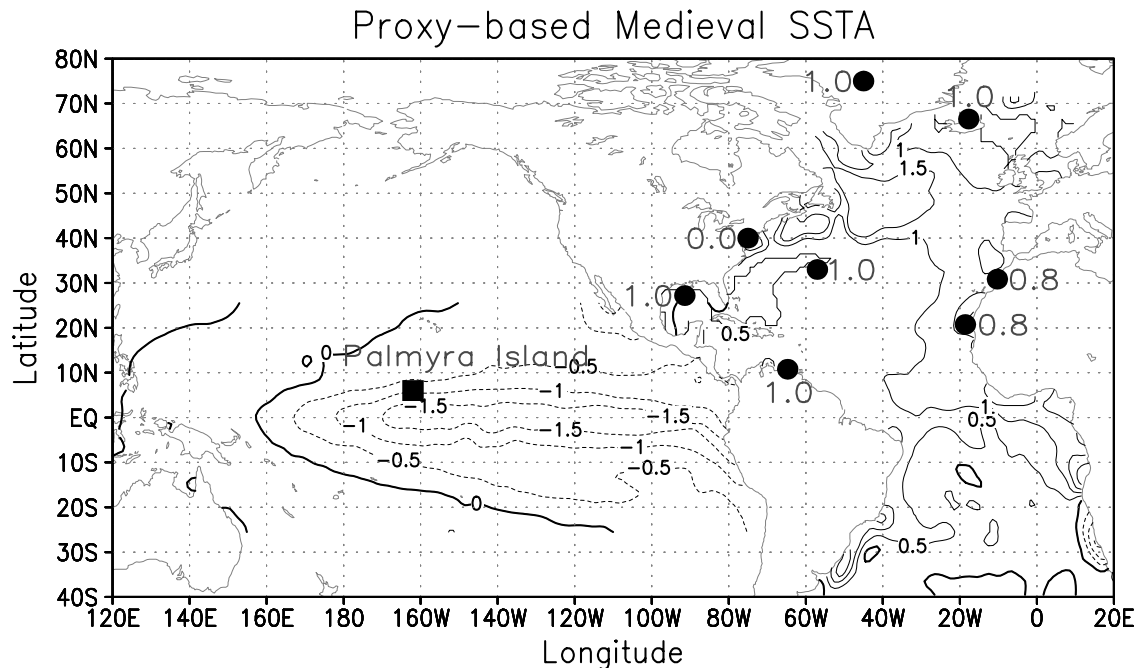 Proxy-based Medieval SSTA
80N
1.0
1.0
70N
60N
1
1.5
50N
40N
0.0
1
30N
1.0
1.0
0.8
20N
0.5
0.8
0
Palmyra Island
-0.5
10N
-1
1.0
-1.5
-1.5
1
0.5
EQ
-1
-1.5
-1
10S
-0.5
-0.5
20S
0
30S
0.5
40S
120E 140E 160E 180 160W 140W 120W 100W 80W 60W 40W 20W 0 20E
Latitude
Longitude